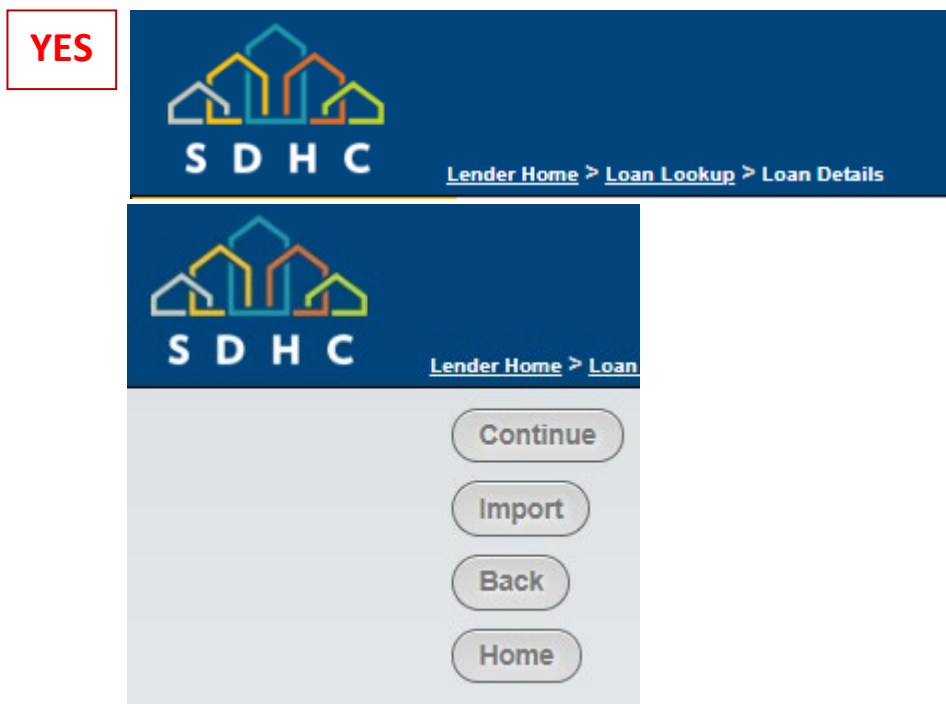 YES
SDHC
Lender Home > Loan Lookup > Loan Details
SDHC
Lender Home > Loan
Continue
Import
Back
Home